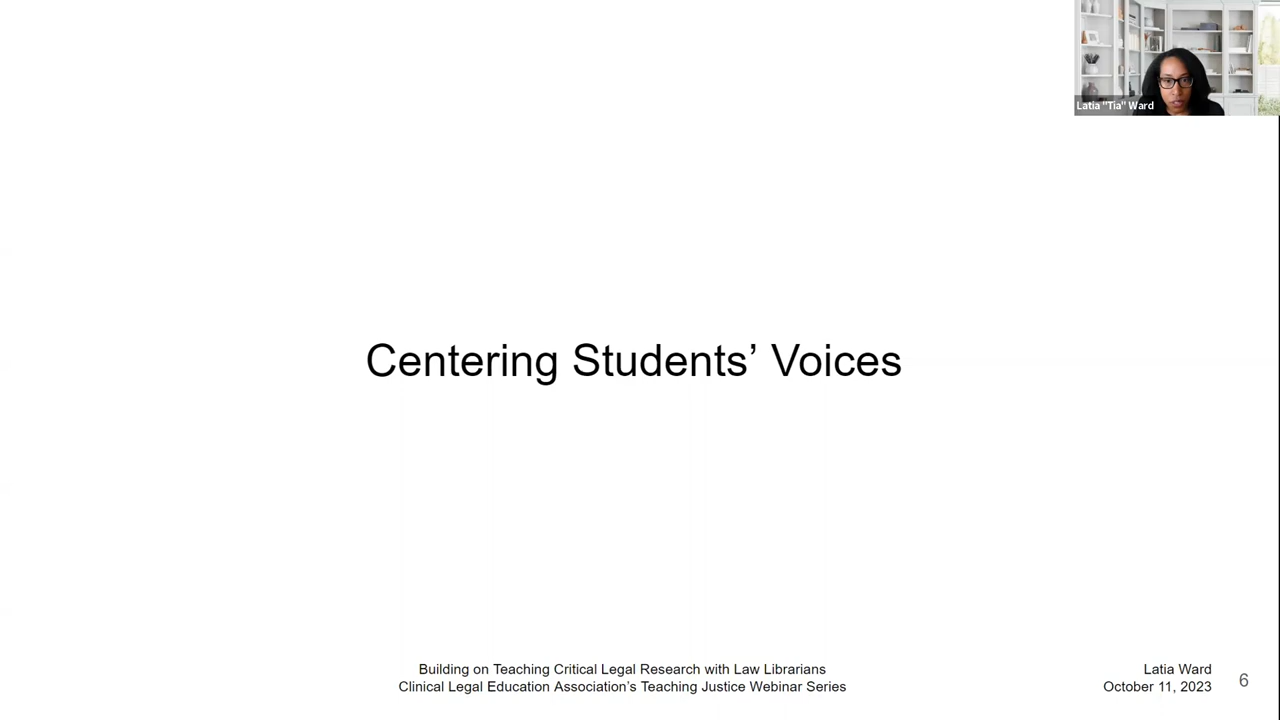 Latia "Tia" Ward
Centering Students’ Voices
Building on Teaching Critical Legal Research with Law Librarians
Clinical Legal Education Association’s Teaching Justice Webinar Series
Latia Ward
October 11, 2023
6